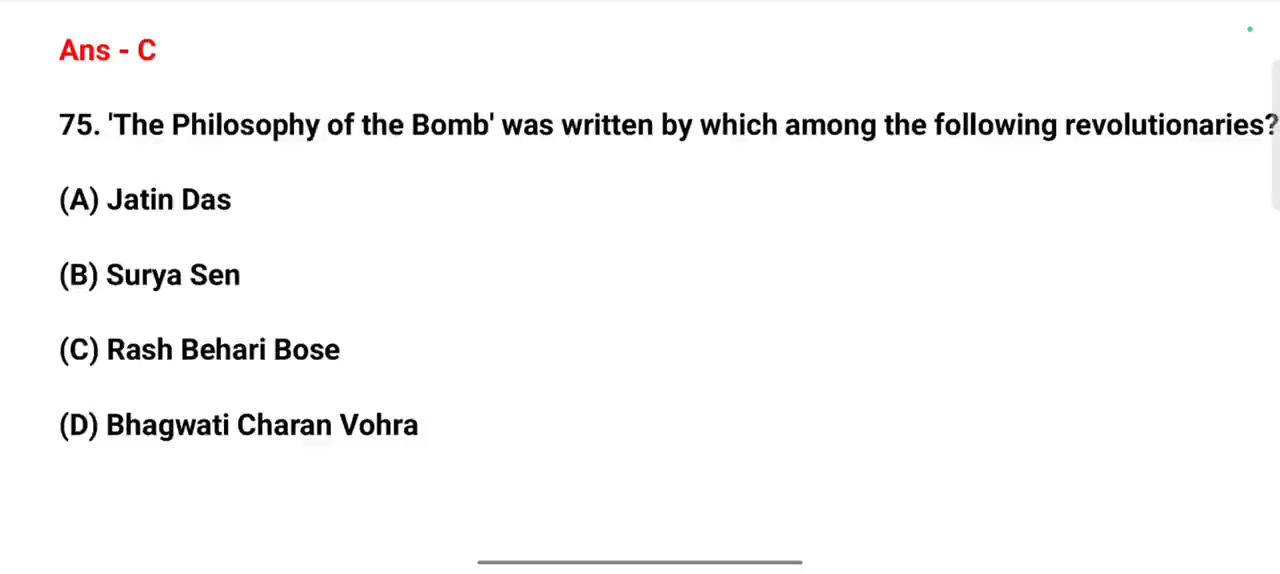 Ans - C
75. 'The Philosophy of the Bomb' was written by which among the following revolutionaries?
(A) Jatin Das
(B) Surya Sen
(C) Rash Behari Bose
(D) Bhagwati Charan Vohra